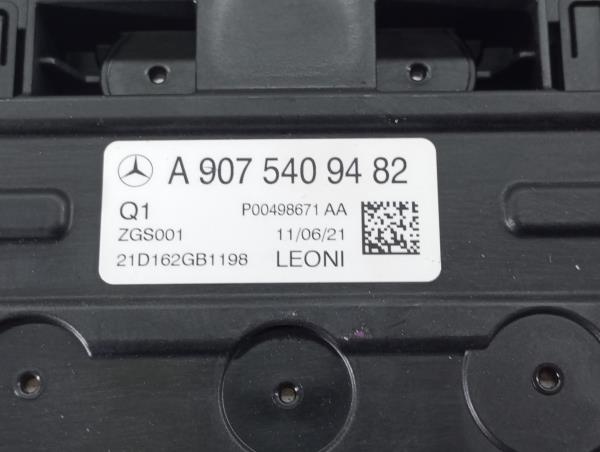 A 907 540 94 82
Q1 P00498671 AA
ZGS001 11/06/21
21D162GB1198 LEONI